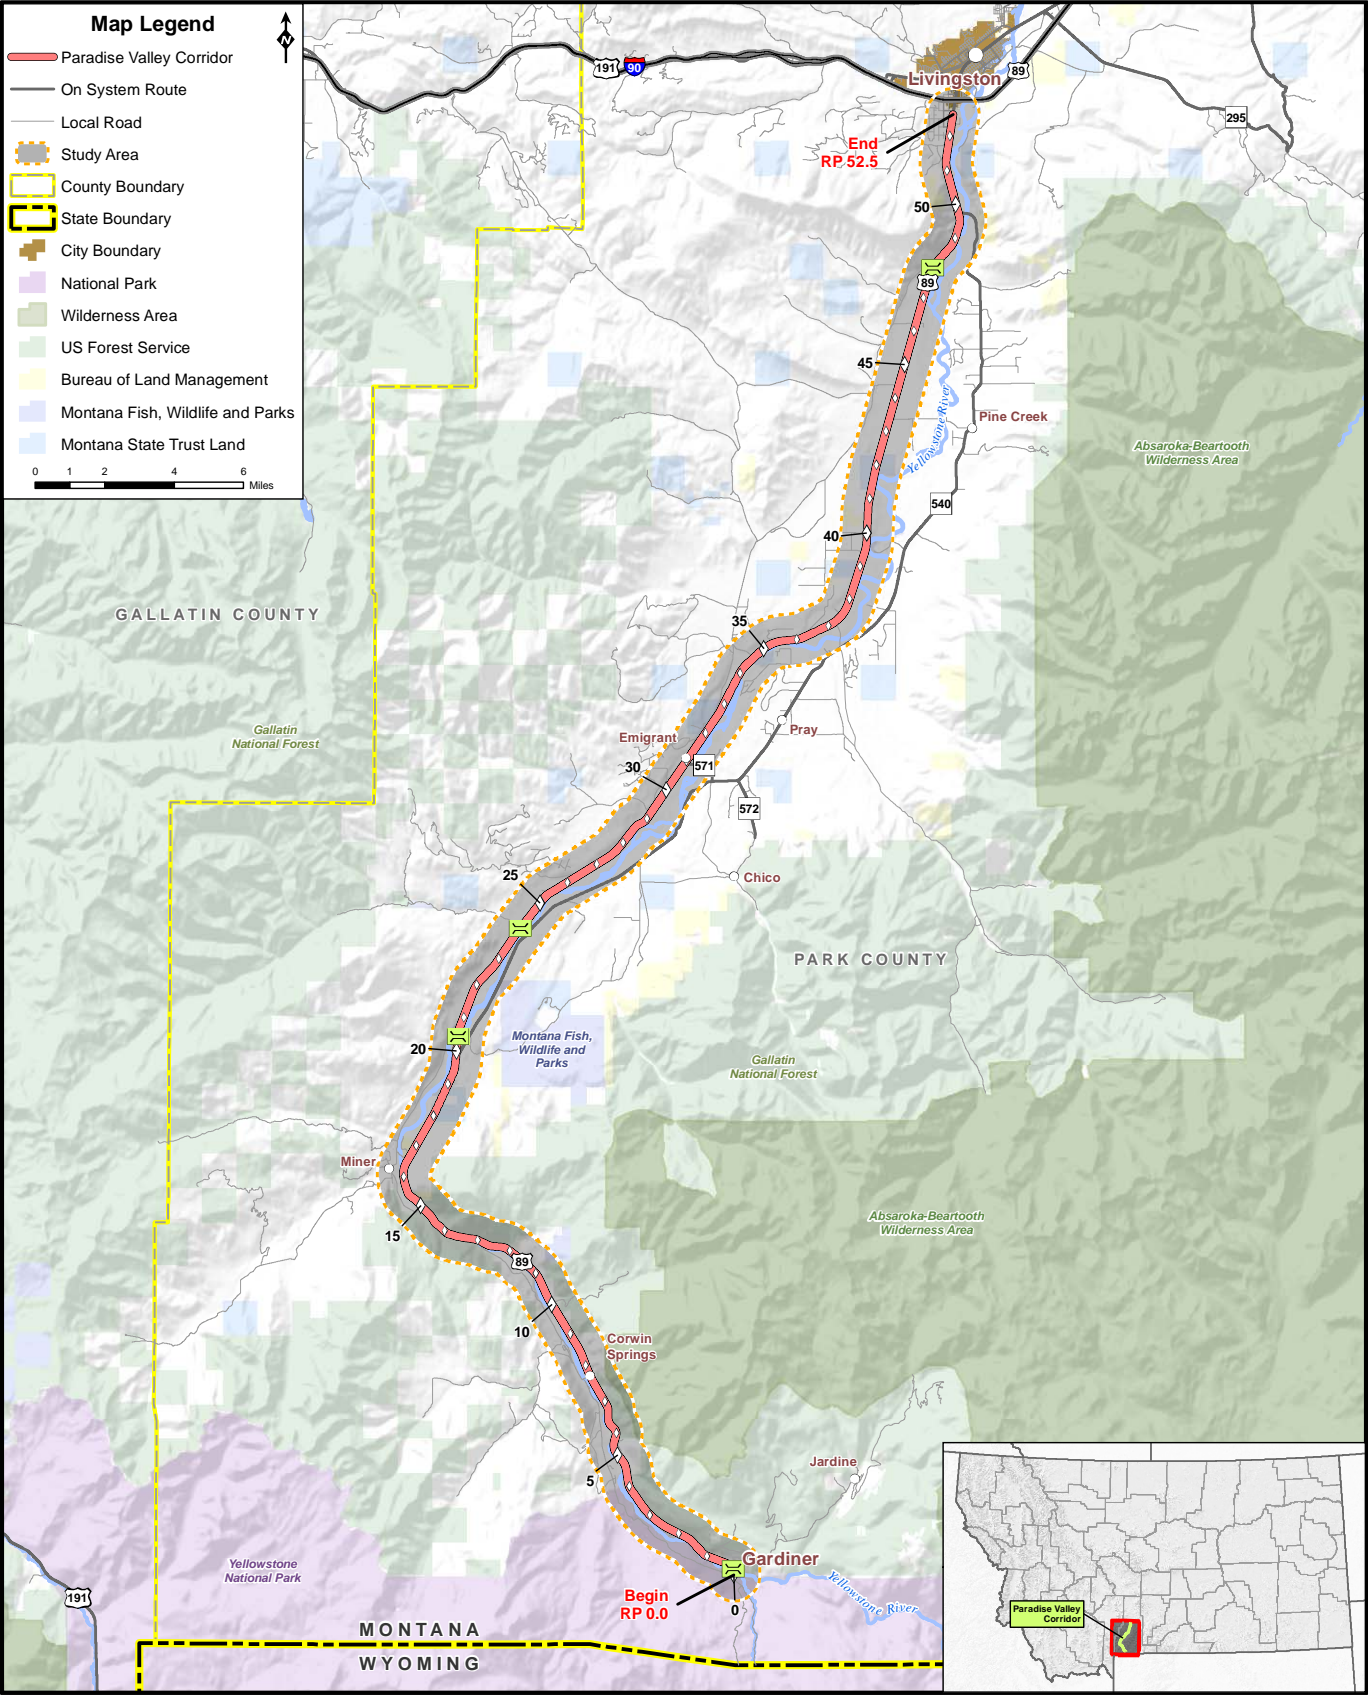 Map Legend
N
Paradise Valley Corridor
On System Route
Local Road
Study Area
County Boundary
State Boundary
City Boundary
National Park
Wilderness Area
US Forest Service
Bureau of Land Management
Montana Fish, Wildlife and Parks
Montana State Trust Land
0 1 2 4 6
Miles
191
90
Livingston
89
295
End
RP 52.5
50
89
45
Yellowstone River
Pine Creek
Absaroka-Beartooth
Wilderness Area
540
40
GALLATIN COUNTY
35
Gallatin
National Forest
Emigrant
Pray
571
30
572
25
Chico
PARK COUNTY
20
Montana Fish,
Wildlife and
Parks
Gallatin
National Forest
Miner
15
Absaroka-Beartooth
Wilderness Area
89
10
Corwin
Springs
5
Jardine
Gardiner
Yellowstone
National Park
Begin
RP 0.0
0
Yellowstone River
191
MONTANA
WYOMING
Paradise Valley
Corridor